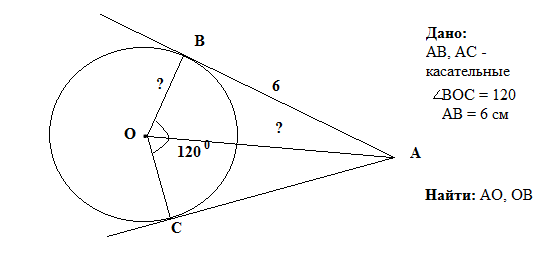 B
?
6
?
O
120 0
A
C
Дано:
AB, AC -
касательные
∠BOC = 120
AB = 6 см
Найти: AO, OB